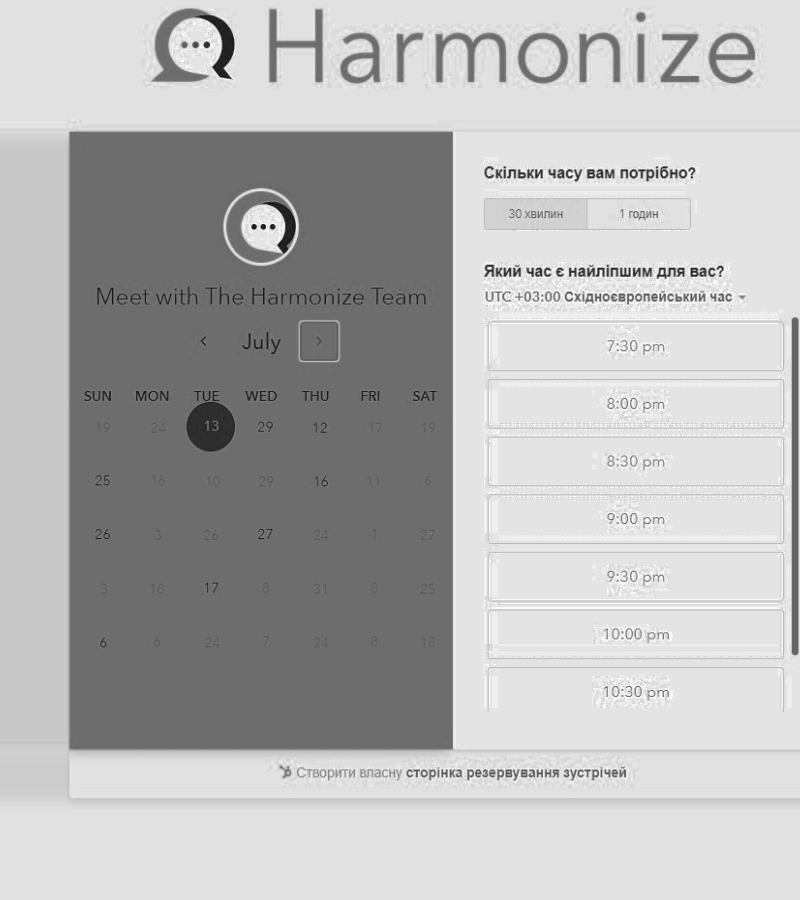 Harmonize
Meet with The Harmonize Team
July
SUN MON TUE WED THU FRI SAT
19 24 13 29 12 17 19
25 16 10 29 16 11 6
26 3 26 27 24 1 27
3 18 17 8 31 8 25
6 6 24 7 24 8 18
Скільки часу вам потрібно?
30 хвилин 1 годин
Який час є найліпшим для вас?
UTC +03:00 Східноєвропейський час
7:30 pm
8:00 pm
8:30 pm
9:00 pm
9:30 pm
10:00 pm
10:30 pm
Створити власну сторінка резервування зустрічей